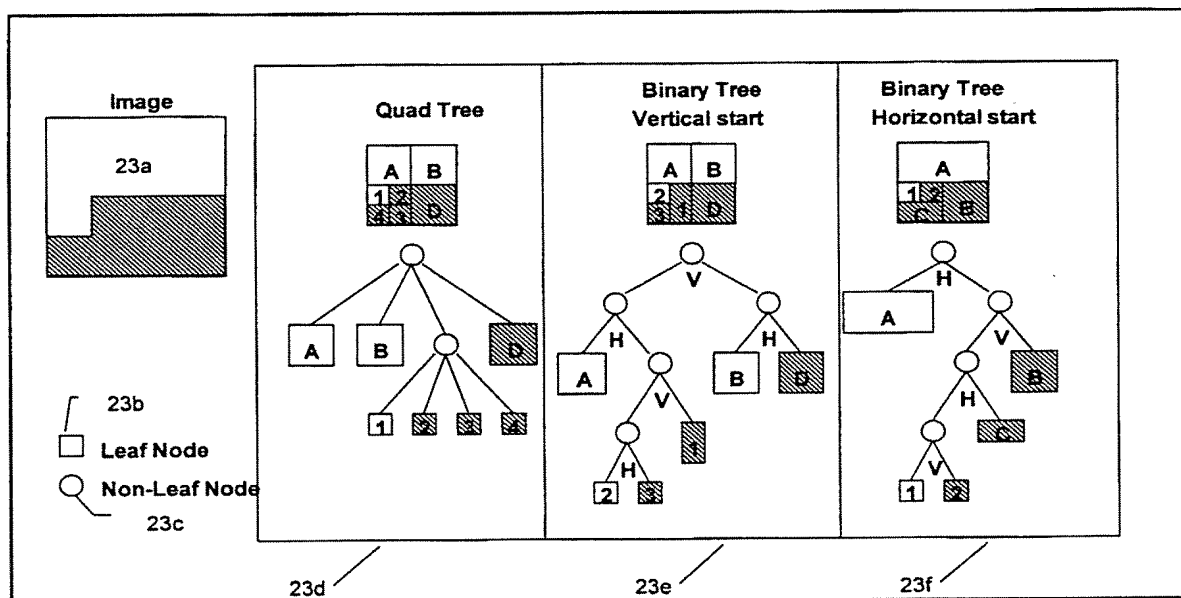 Image
23a
23b
Leaf Node
Non-Leaf Node
23c
Quad Tree
A B
1 2
4 3 D
A B D
1 2 3 4
23d
Binary Tree
Vertical start
A B
2
3 1 D
V
H H
A B D
V
1
H
2 3
23e
Binary Tree
Horizontal start
A
1 2
C B
H
A
V
B
H
C
V
1 2
23f